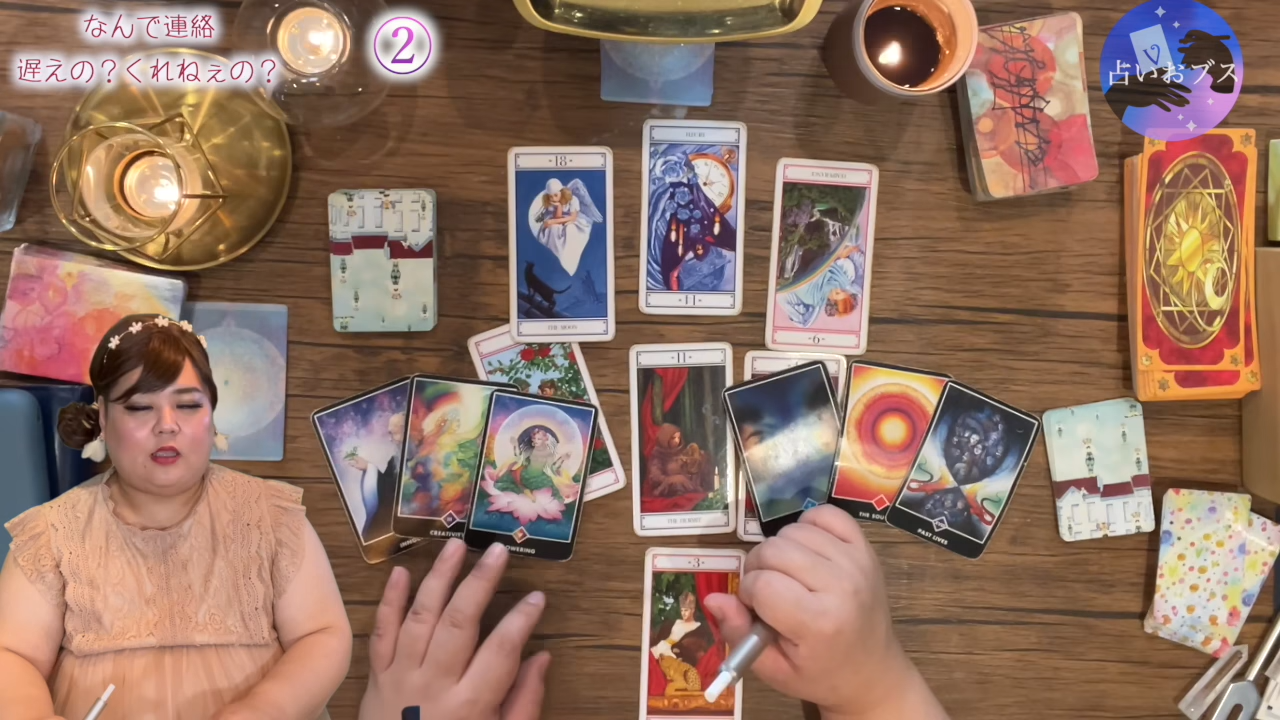 なんで連絡
遅えの？くれねぇの？
2
占いおブス
-18-
THE MOON
-11-
-6-
-11-
THE HERMIT
CREATIVITY
THE SOU
PAST LIVES
-3-